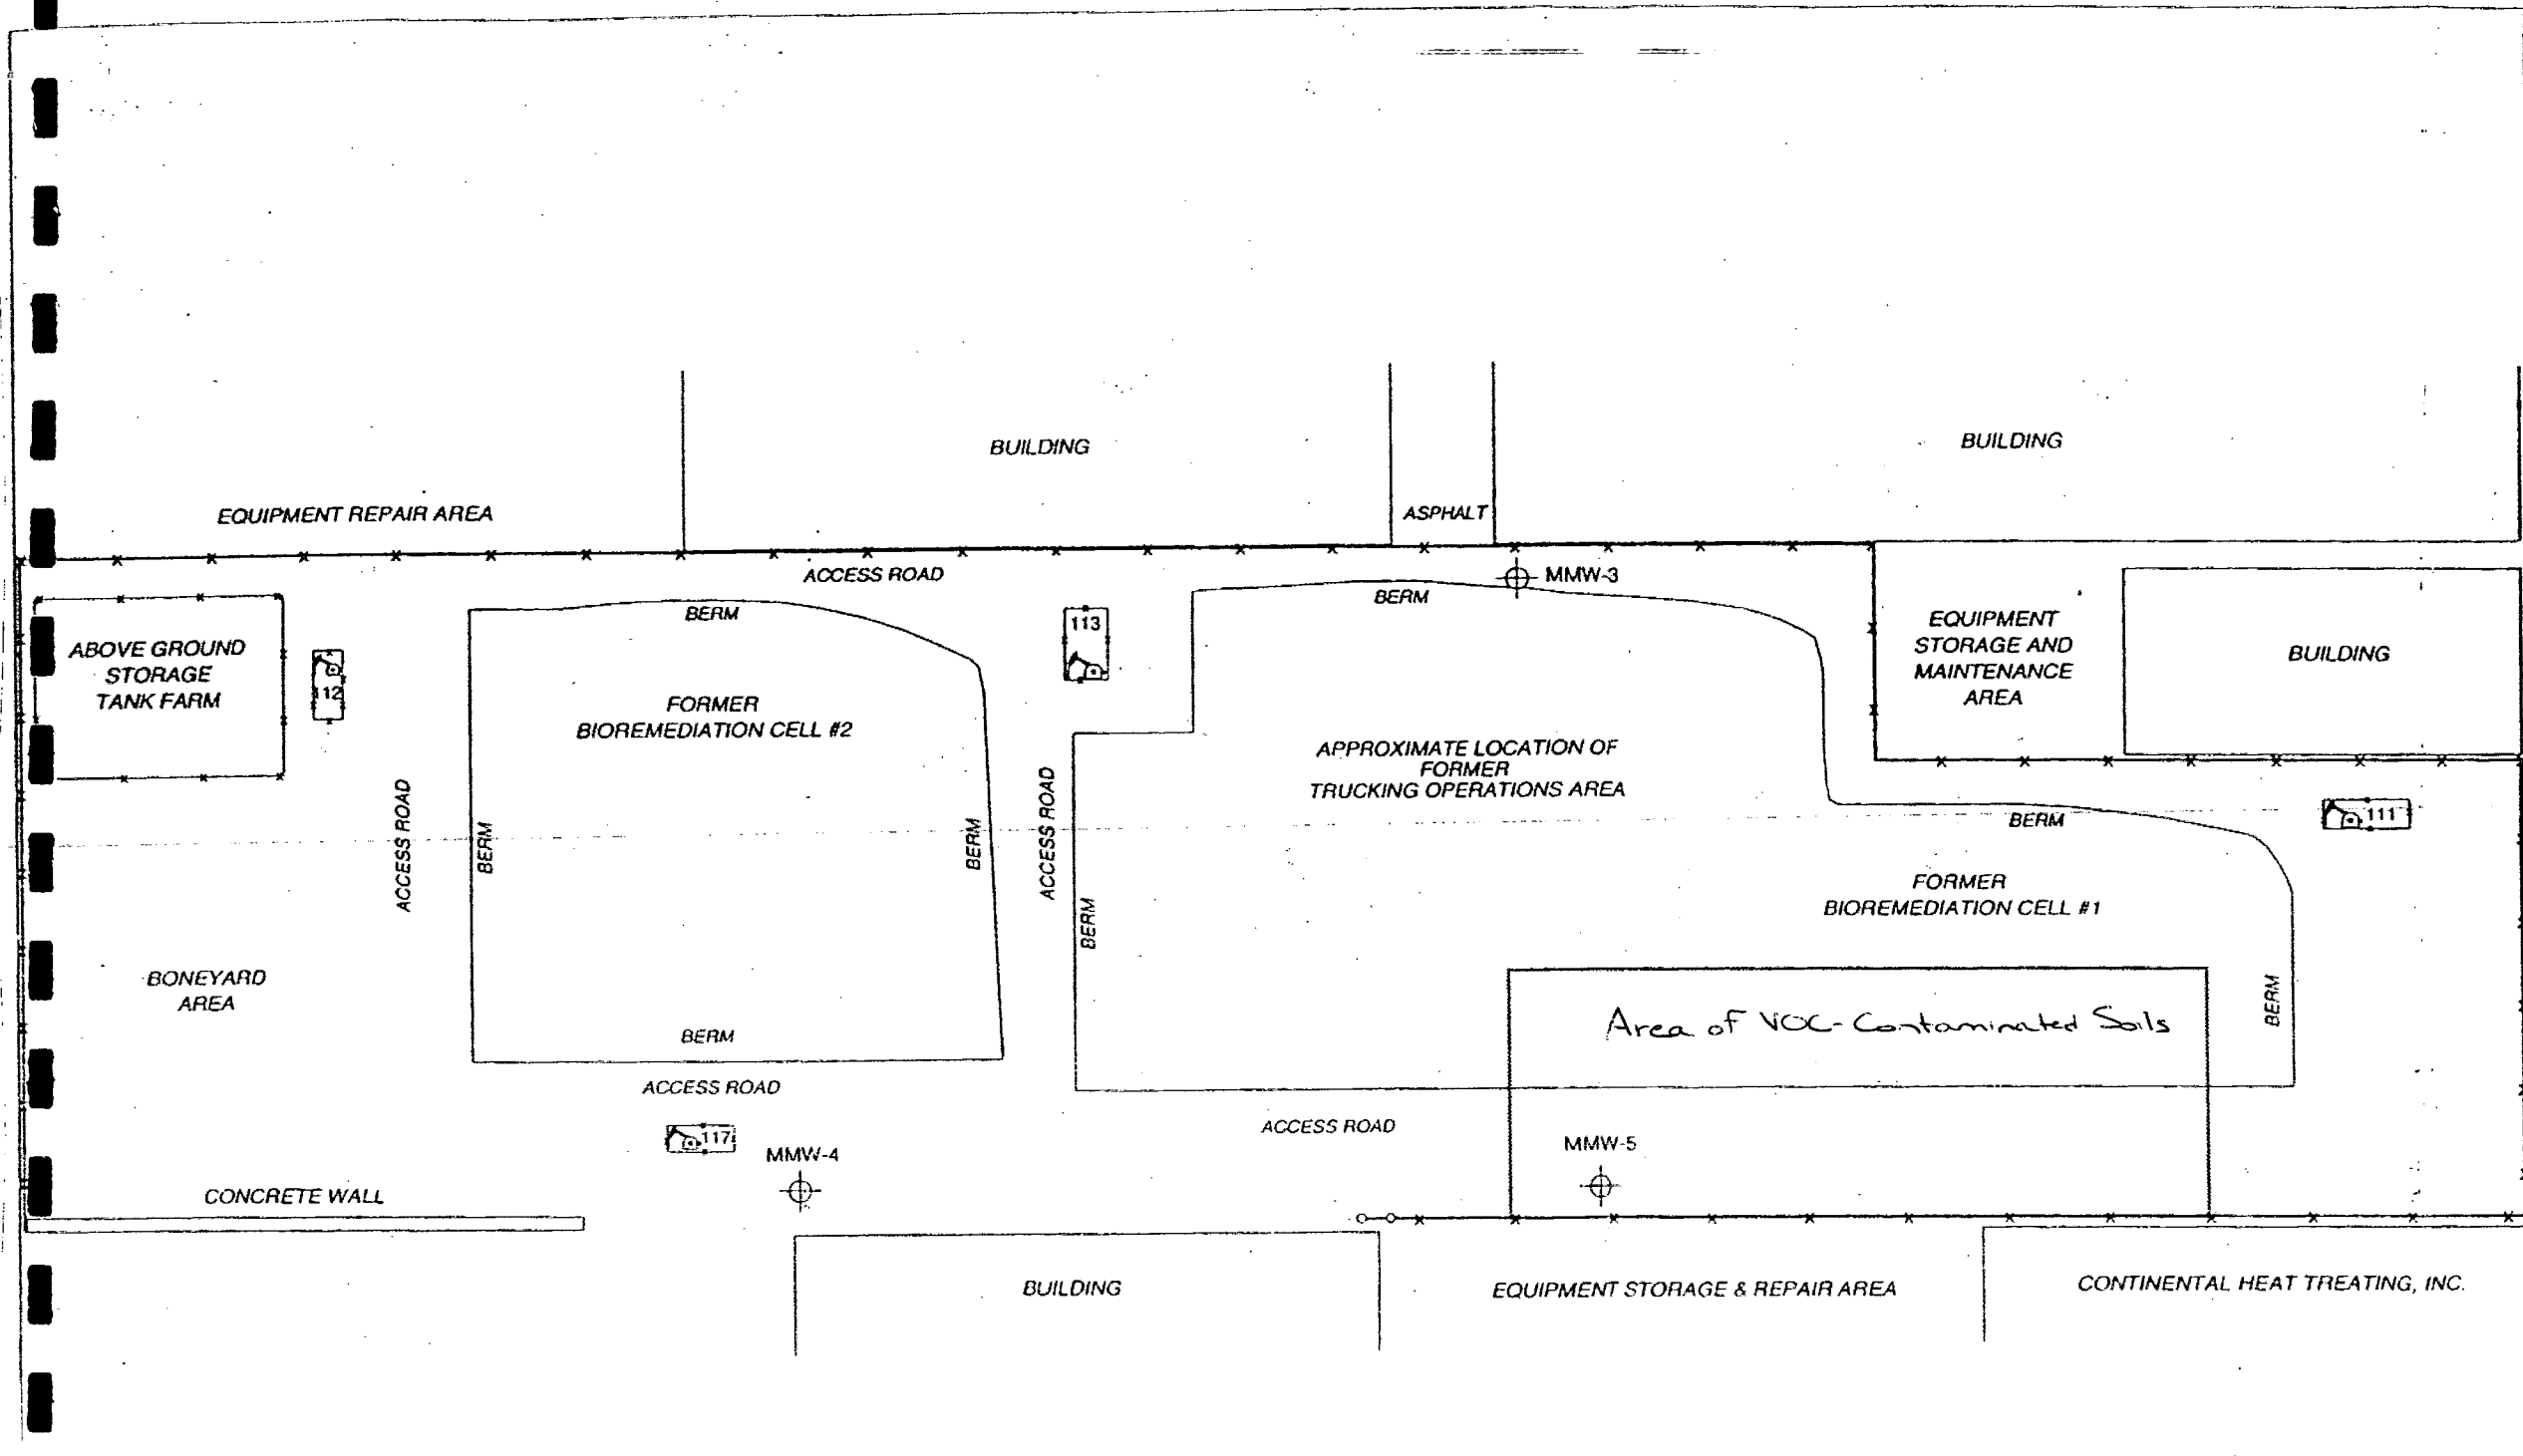 BUILDING
BUILDING
EQUIPMENT REPAIR AREA
ASPHALT
ACCESS ROAD
MMW-3
BERM
BERM
113
EQUIPMENT
STORAGE AND
MAINTENANCE
AREA
ABOVE GROUND
STORAGE
TANK FARM
112
BUILDING
FORMER
BIOREMEDIATION CELL #2
APPROXIMATE LOCATION OF
FORMER
TRUCKING OPERATIONS AREA
ACCESS ROAD
BERM
BERM
ACCESS ROAD
BERM
BERM
111
FORMER
BIOREMEDIATION CELL #1
BONEYARD
AREA
Area of VOC-Contaminated Soils
BERM
BERM
ACCESS ROAD
ACCESS ROAD
117
MMW-4
MMW-5
CONCRETE WALL
BUILDING
EQUIPMENT STORAGE & REPAIR AREA
CONTINENTAL HEAT TREATING, INC.